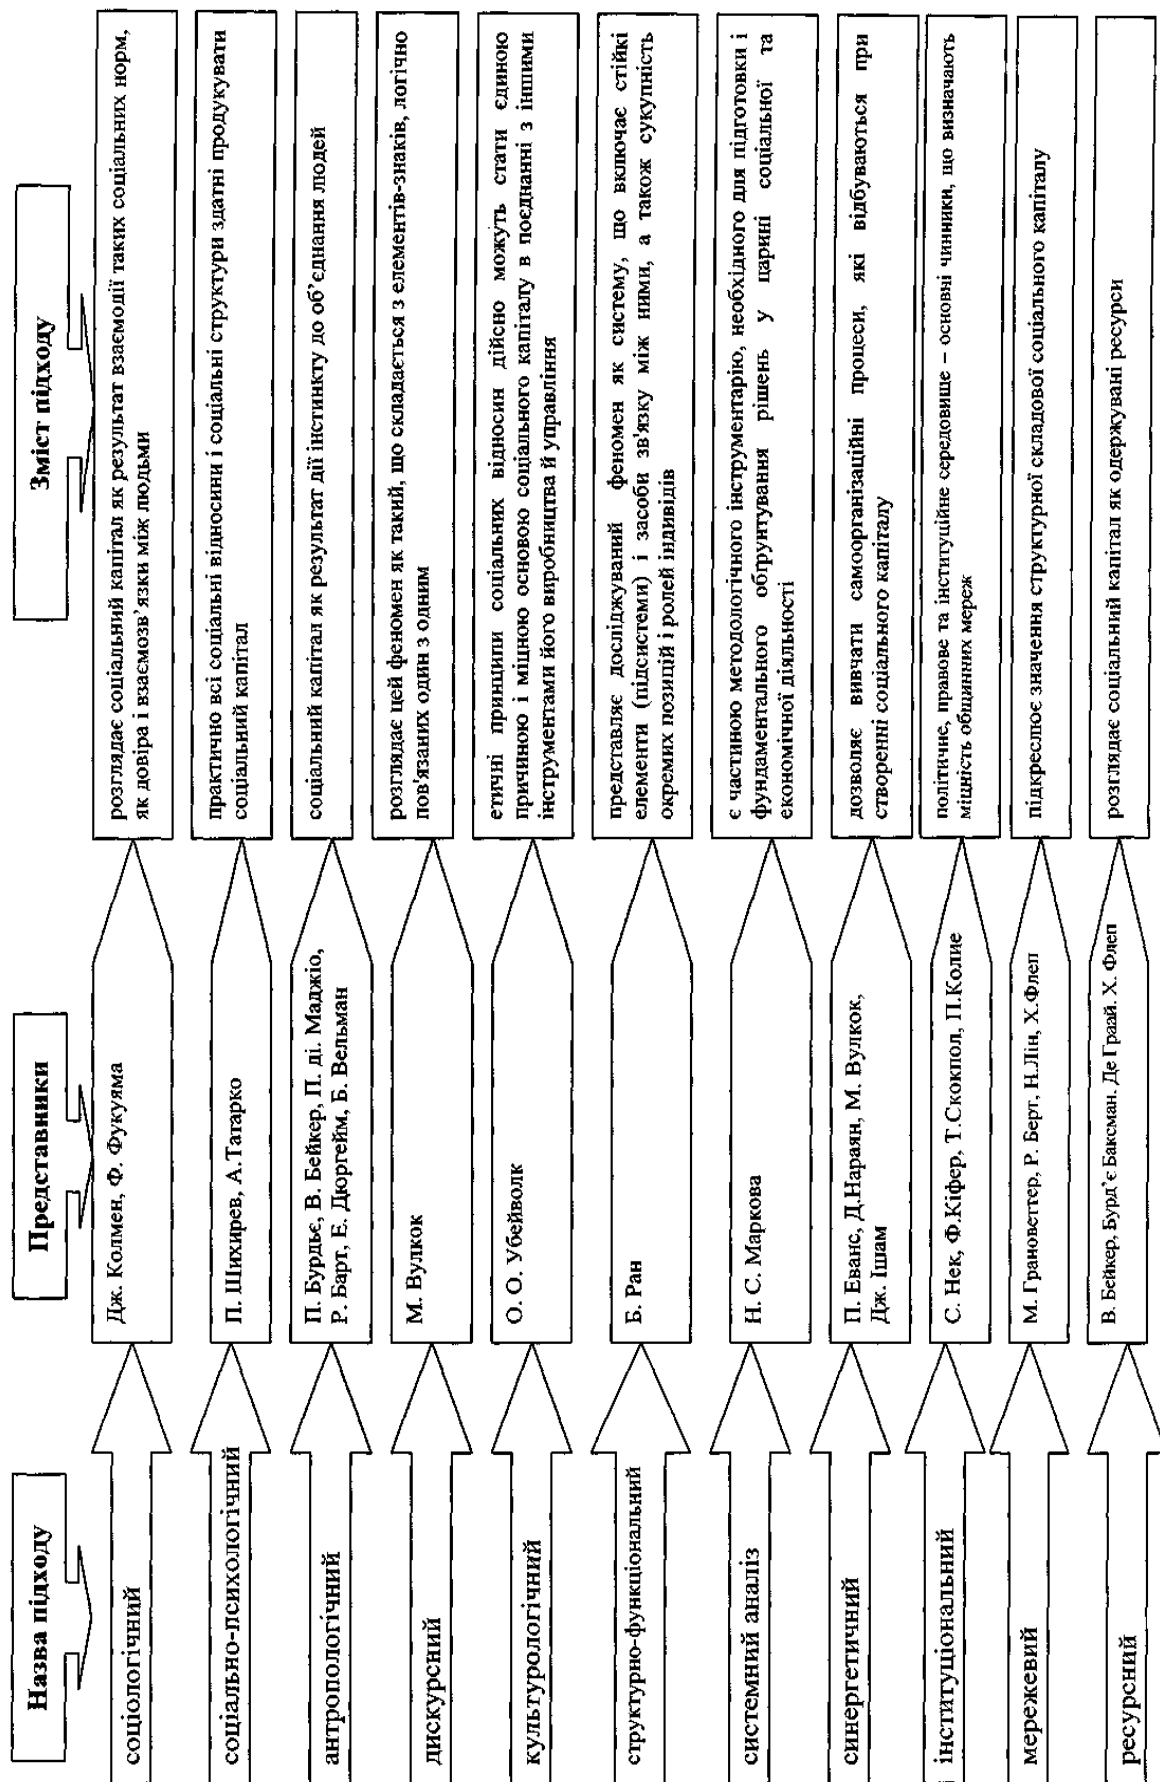 Назва підходу
Представники
Зміст підходу
соціологічний
Дж. Колмен, Ф. Фукуяма
розглядає соціальний капітал як результат взаємодії таких соціальних норм,
як довіра і взаємозв'язки між людьми
соціально-психологічний
П. Шихирев, А.Татарко
практично всі соціальні відносини і соціальні структури здатні продукувати
соціальний капітал
антропологічний
П. Бурдьє, В. Бейкер, П. ді. Маджіо,
Р. Барт, Е. Дюргейм, Б. Вельман
соціальний капітал як результат дії інстинкту до об'єднання людей
дискурсний
М. Вулкок
розглядає цей феномен як такий, що складається з елементів-знаків, логічно
пов'язаних один з одним
культурологічний
О. О. Убейволк
етичні принципи соціальних відносин дійсно можуть стати єдиною
причиною і міцною основою соціального капіталу в поєднанні з іншими
інструментами його виробництва й управління
структурно-функціональний
Б. Ран
представляє досліджуваний феномен як систему, що включає стійкі
елементи (підсистеми) і засоби зв'язку між ними, а також сукупність
окремих позицій і ролей індивідів
системний аналіз
Н. С. Маркова
є частиною методологічного інструментарію, необхідного для підготовки і
фундаментального обґрунтування рішень у царині соціальної та
економічної діяльності
синергетичний
П. Еванс, Д.Нараян, М. Вулкок,
Дж. Ішам
дозволяє вивчати самоорганізаційні процеси, які відбуваються при
створенні соціального капіталу
інституціональний
С. Нек, Ф.Кіфер, Т.Скокпол, П.Колие
політичне, правове та інституційне середовище – основні чинники, що визначають
міцність общинних мереж
мережевий
М. Грановеттер, Р. Берт, Н.Лін, Х.Флеп
підкреслює значення структурної складової соціального капіталу
ресурсний
В. Бейкер, Бурд'є Баксман. Де Граай. Х. Флеп
розглядає соціальний капітал як одержувані ресурси